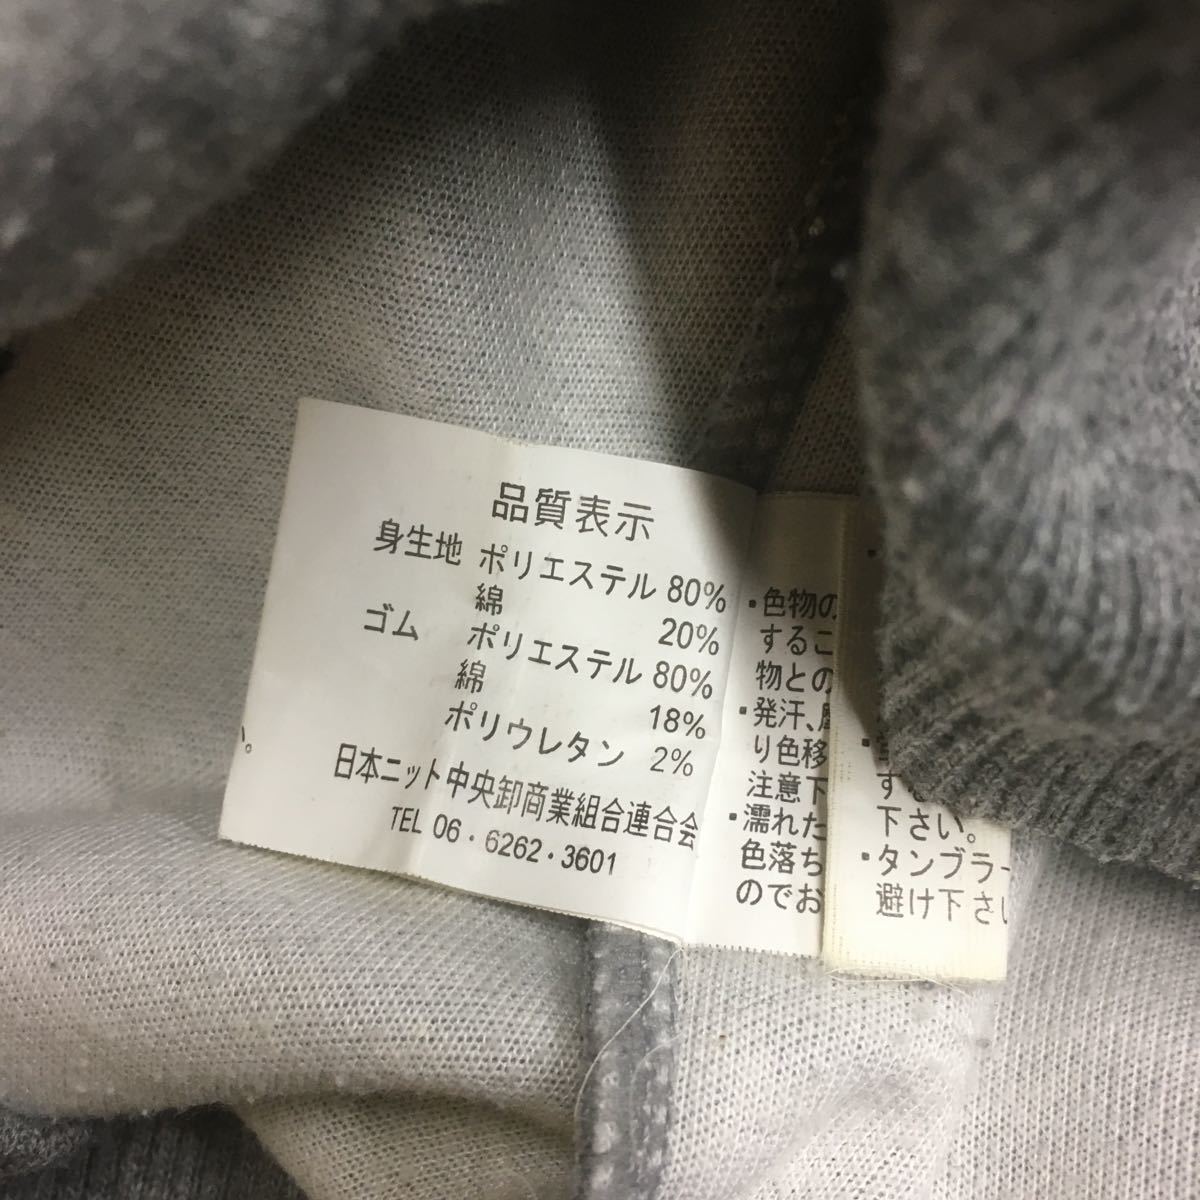 品質表示
身生地 ポリエステル 80%
綿 20%
ゴム ポリエステル 80%
綿 18%
ポリウレタン 2%
日本ニット中央卸商業組合連合会
TEL 06・6262・3601
い。
・色物の
するこ
物との
・発汗、摩
り色移
注意下
・濡れた
色落ち
のでお
下さい。
・タンブラー
避け下さい